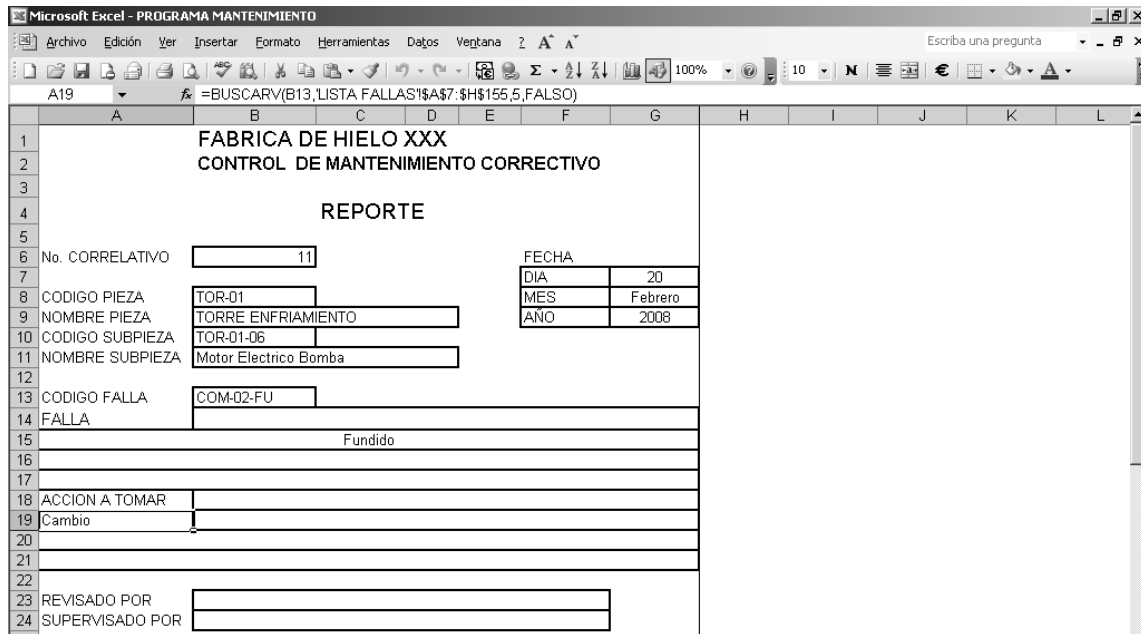 Microsoft Excel - PROGRAMA MANTENIMIENTO
Archivo Edición Ver Insertar Formato Herramientas Datos Ventana ? A A Escriba una pregunta
100% 10 N € A
A19 fx =BUSCARV(B13,'LISTA FALLAS'!$A$7:$H$155,5,FALSO)
A B C D E F G H I J K L
1 FABRICA DE HIELO XXX
2 CONTROL DE MANTENIMIENTO CORRECTIVO
3
4 REPORTE
5
6 No. CORRELATIVO 11 FECHA
7 DIA 20
8 CODIGO PIEZA TOR-01 MES Febrero
9 NOMBRE PIEZA TORRE ENFRIAMIENTO AÑO 2008
10 CODIGO SUBPIEZA TOR-01-06
11 NOMBRE SUBPIEZA Motor Electrico Bomba
12
13 CODIGO FALLA COM-02-FU
14 FALLA
15 Fundido
16
17
18 ACCION A TOMAR
19 Cambio
20
21
22
23 REVISADO POR
24 SUPERVISADO POR